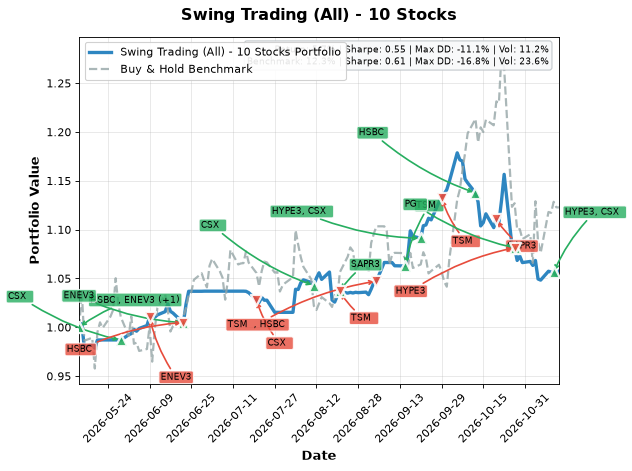 Swing Trading (All) - 10 Stocks
Swing Trading (All) - 10 Stocks Portfolio
Buy & Hold Benchmark
Sharpe: 0.55 | Max DD: -11.1% | Vol: 11.2%
Benchmark: 12.3% | Sharpe: 0.61 | Max DD: -16.8% | Vol: 23.6%
Portfolio Value
1.25
1.20
1.15
1.10
1.05
1.00
0.95
HSBC
HYPE3, CSX
CSX
PG
HYPE3, CSX
TSM
SAPR3
HYPE3
CSX
ENEV3
SBC, ENEV3 (+1)
TSM
HSBC
TSM
CSX
HSBC
ENEV3
2026-05-24
2026-06-09
2026-06-25
2026-07-11
2026-07-27
2026-08-12
2026-08-28
2026-09-13
2026-09-29
2026-10-15
2026-10-31
Date